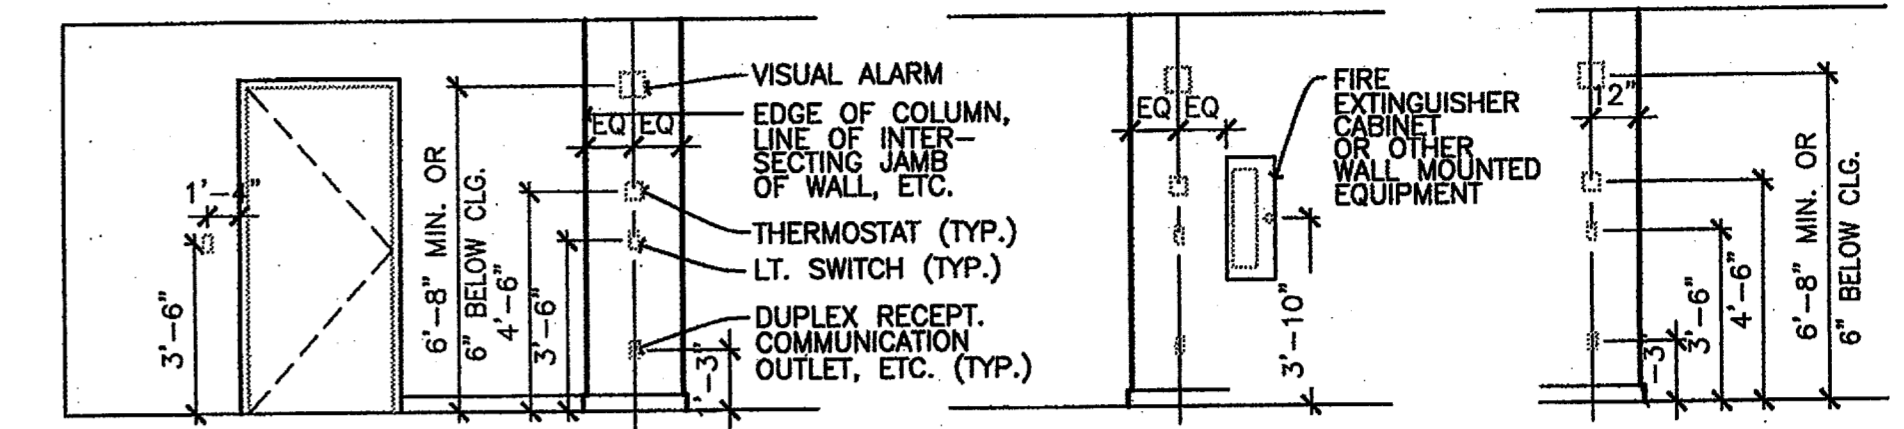 1'-4"
3'-6"
6'-8" MIN. OR
6" BELOW CLG.
4'-6"
3'-6"
EQ EQ
VISUAL ALARM
EDGE OF COLUMN,
LINE OF INTER-
SECTING JAMB
OF WALL, ETC.
THERMOSTAT (TYP.)
LT. SWITCH (TYP.)
DUPLEX RECEPT.
COMMUNICATION
OUTLET, ETC. (TYP.)
'-3"
EQ EQ
FIRE
EXTINGUISHER
CABINET
OR OTHER
WALL MOUNTED
EQUIPMENT
3'-10"
12"
-3'
3'-6"
4'-6"
6'-8" MIN. OR
6" BELOW CLG.